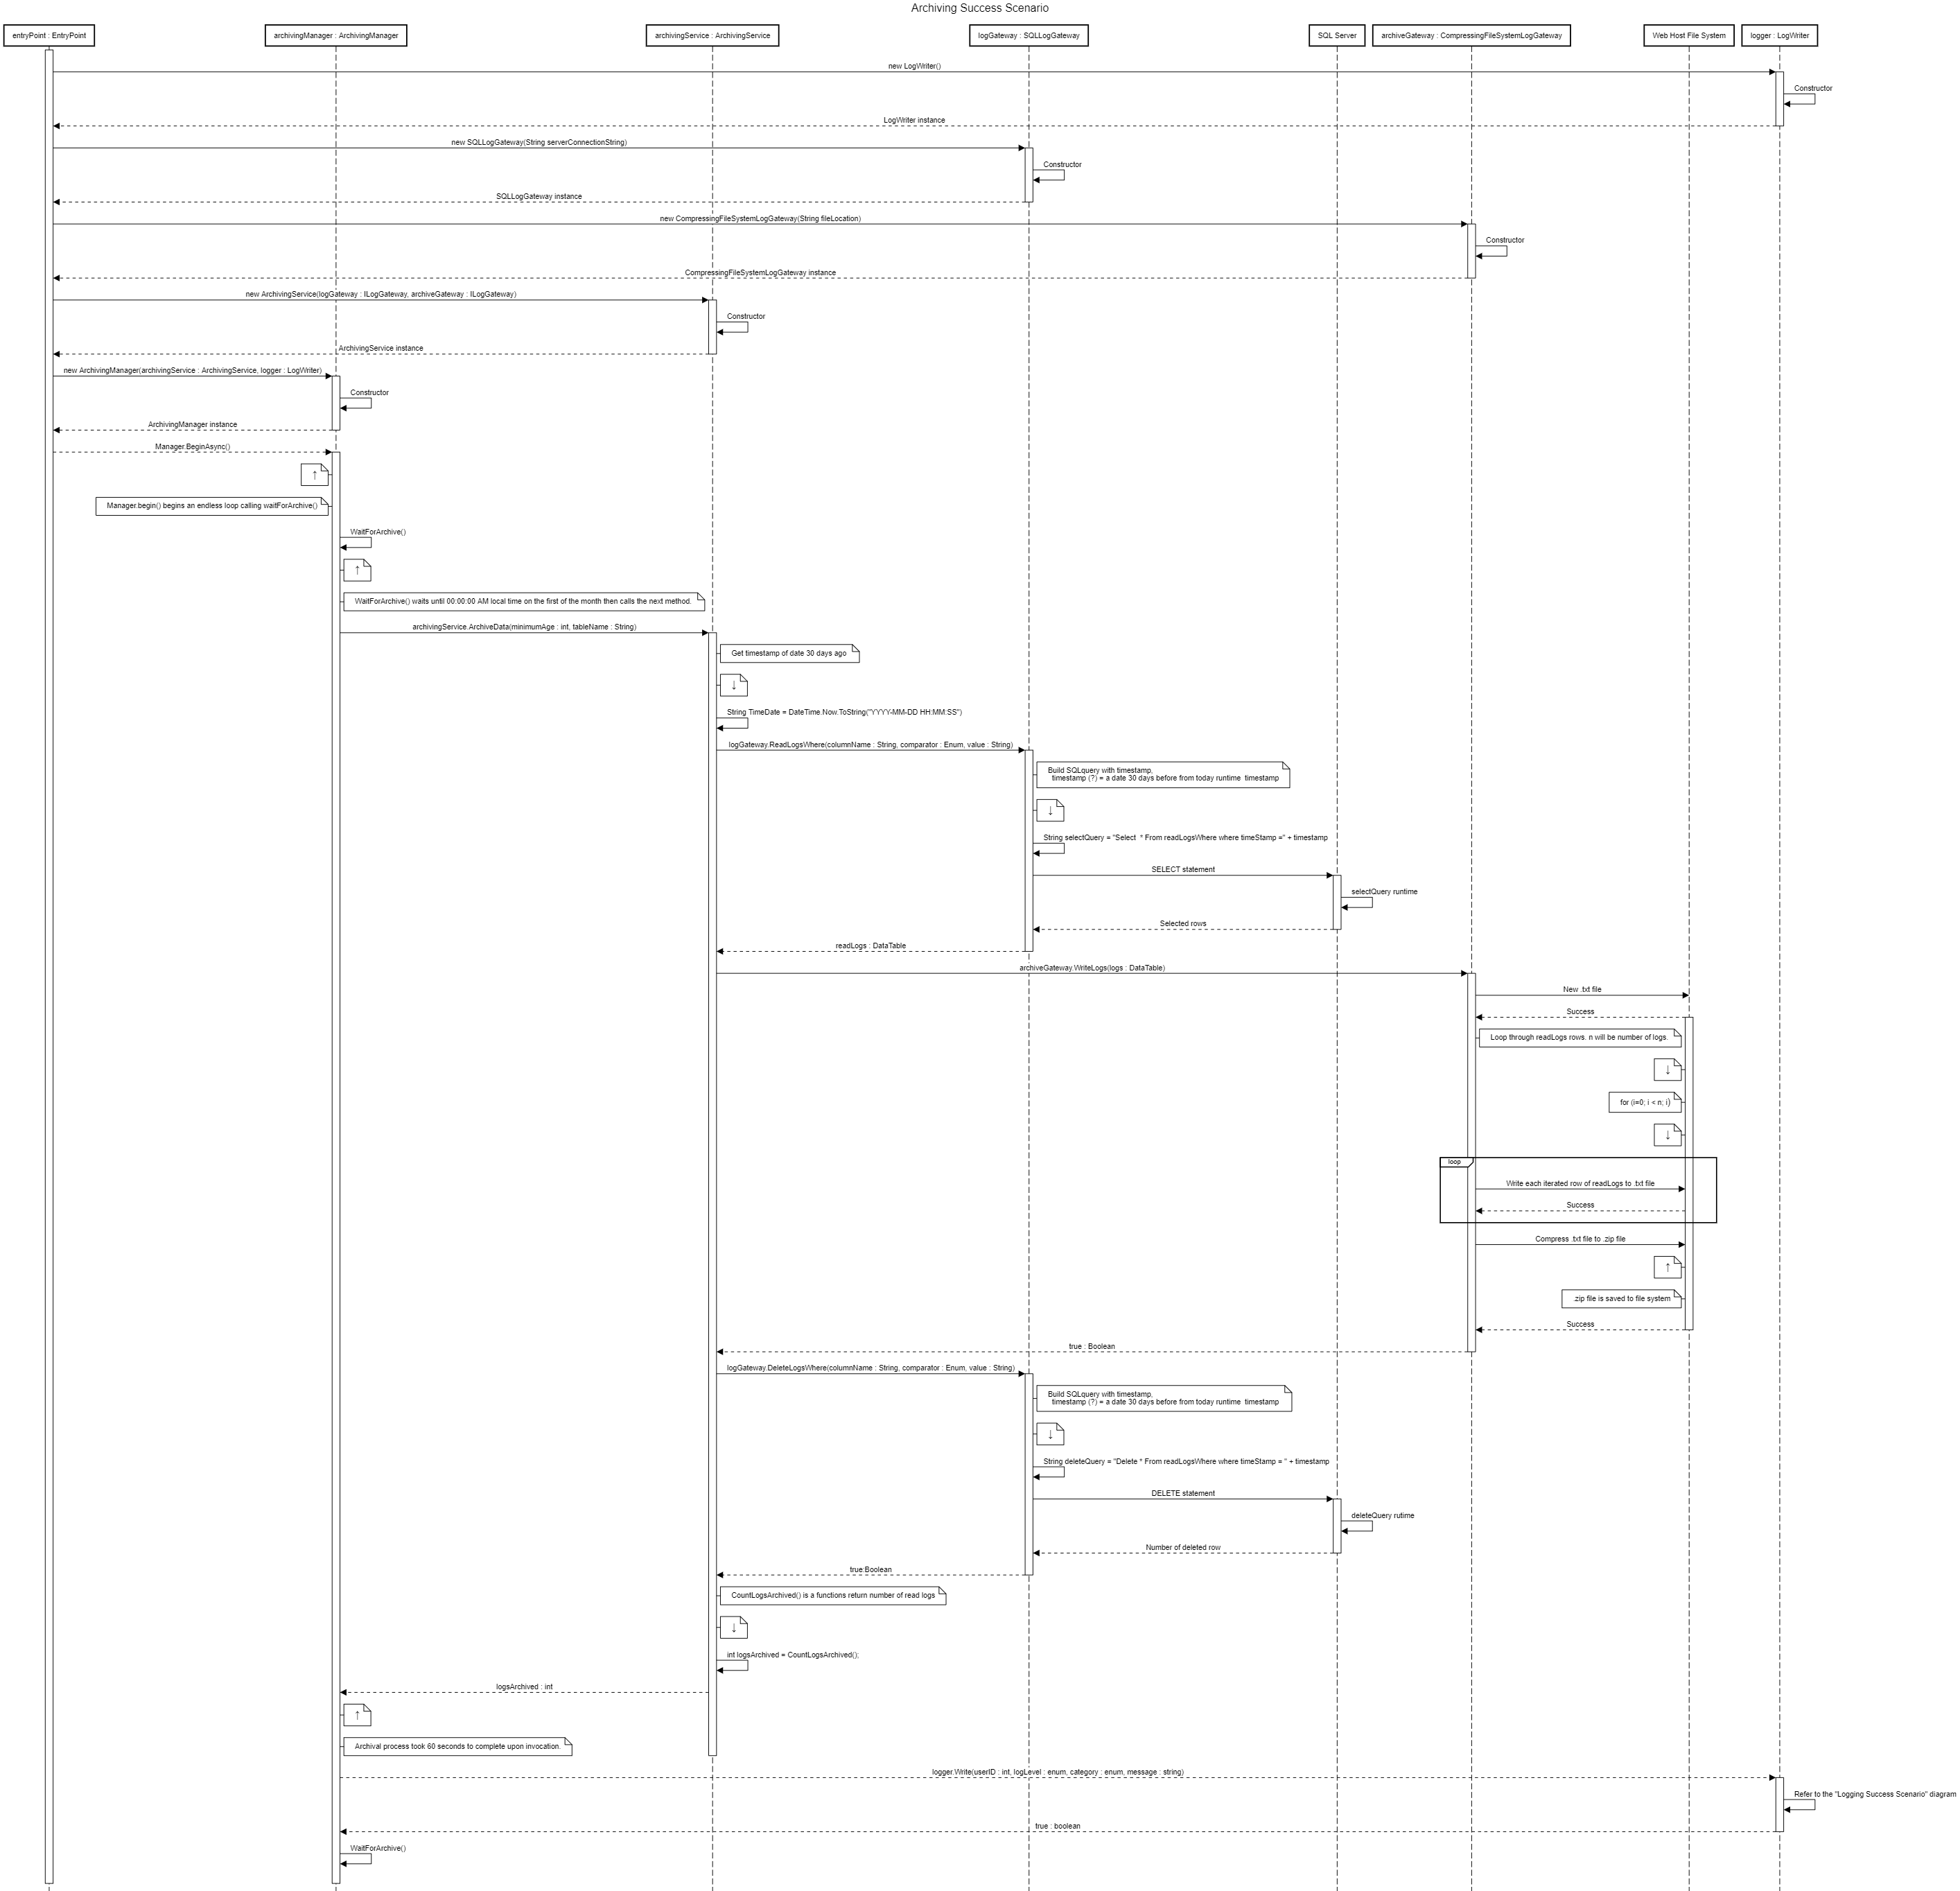 Archiving Success Scenario
entryPoint : EntryPoint
archivingManager : ArchivingManager
archivingService : ArchivingService
logGateway : SQLLogGateway
SQL Server
archiveGateway : CompressingFileSystemLogGateway
Web Host File System
logger : LogWriter
new LogWriter()
Constructor
LogWriter instance
new SQLLogGateway(String serverConnectionString)
Constructor
SQLLogGateway instance
new CompressingFileSystemLogGateway(String fileLocation)
Constructor
CompressingFileSystemLogGateway instance
new ArchivingService(logGateway : ILogGateway, archiveGateway : ILogGateway)
Constructor
ArchivingService instance
new ArchivingManager(archivingService : ArchivingService, logger : LogWriter)
Constructor
ArchivingManager instance
Manager.BeginAsync()
↑
Manager.begin() begins an endless loop calling waitForArchive()
WaitForArchive()
↑
WaitForArchive() waits until 00:00:00 AM local time on the first of the month then calls the next method.
archivingService.ArchiveData(minimumAge : int, tableName : String)
Get timestamp of date 30 days ago
↓
String TimeDate = DateTime.Now.ToString("YYYY-MM-DD HH:MM:SS")
logGateway.ReadLogsWhere(columnName : String, comparator : Enum, value : String)
Build SQLquery with timestamp,
timestamp (?) = a date 30 days before from today runtime  timestamp
↓
String selectQuery = "Select  * From readLogsWhere where timeStamp =" + timestamp
SELECT statement
selectQuery runtime
Selected rows
readLogs : DataTable
archiveGateway.WriteLogs(logs : DataTable)
New .txt file
Success
Loop through readLogs rows. n will be number of logs.
↓
for (i=0; i < n; i)
↓
loop
Write each iterated row of readLogs to .txt file
Success
Compress .txt file to .zip file
↑
.zip file is saved to file system
Success
true : Boolean
logGateway.DeleteLogsWhere(columnName : String, comparator : Enum, value : String)
Build SQLquery with timestamp,
timestamp (?) = a date 30 days before from today runtime  timestamp
↓
String deleteQuery = "Delete * From readLogsWhere where timeStamp = " + timestamp
DELETE statement
deleteQuery rutime
Number of deleted row
true:Boolean
CountLogsArchived() is a functions return number of read logs
↓
int logsArchived = CountLogsArchived();
logsArchived : int
↑
Archival process took 60 seconds to complete upon invocation.
logger.Write(userID : int, logLevel : enum, category : enum, message : string)
Refer to the "Logging Success Scenario" diagram
true : boolean
WaitForArchive()